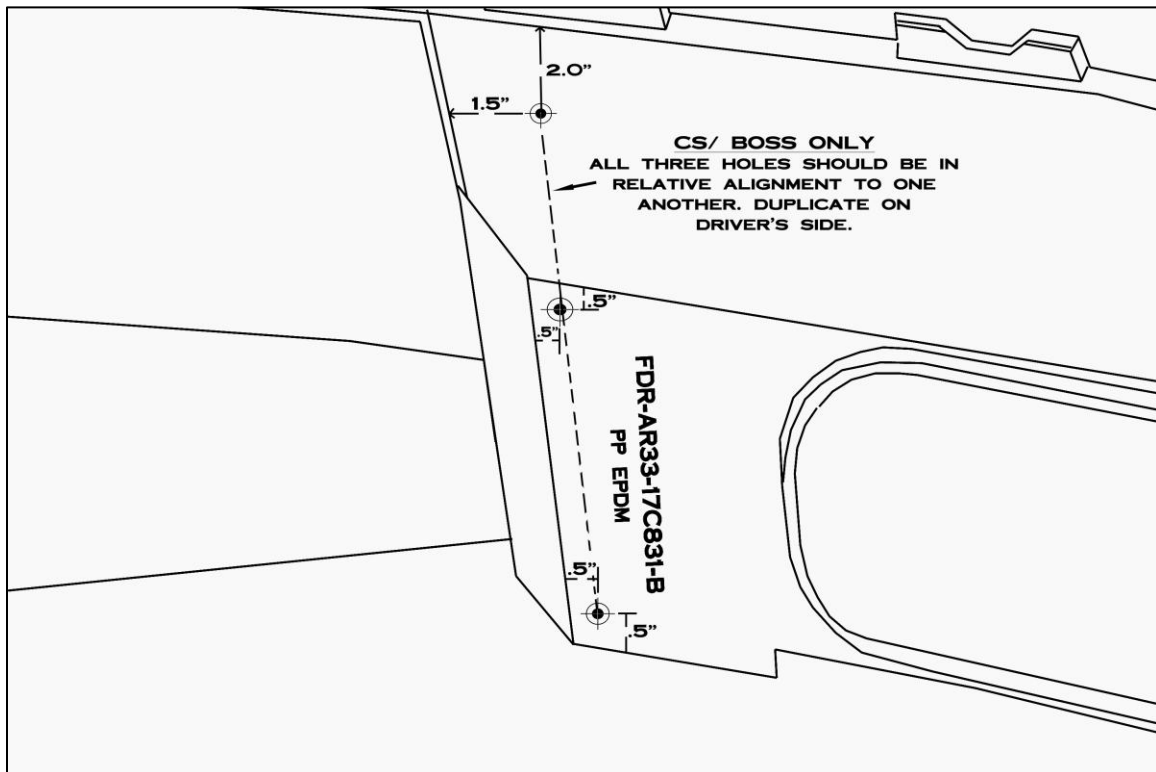 2.0”
1.5”
CS/ BOSS ONLY
ALL THREE HOLES SHOULD BE IN
RELATIVE ALIGNMENT TO ONE
ANOTHER. DUPLICATE ON
DRIVER'S SIDE.
.5”
.5”
FDR-AR33-17C831-B
PP EPDM
.5”
.5”